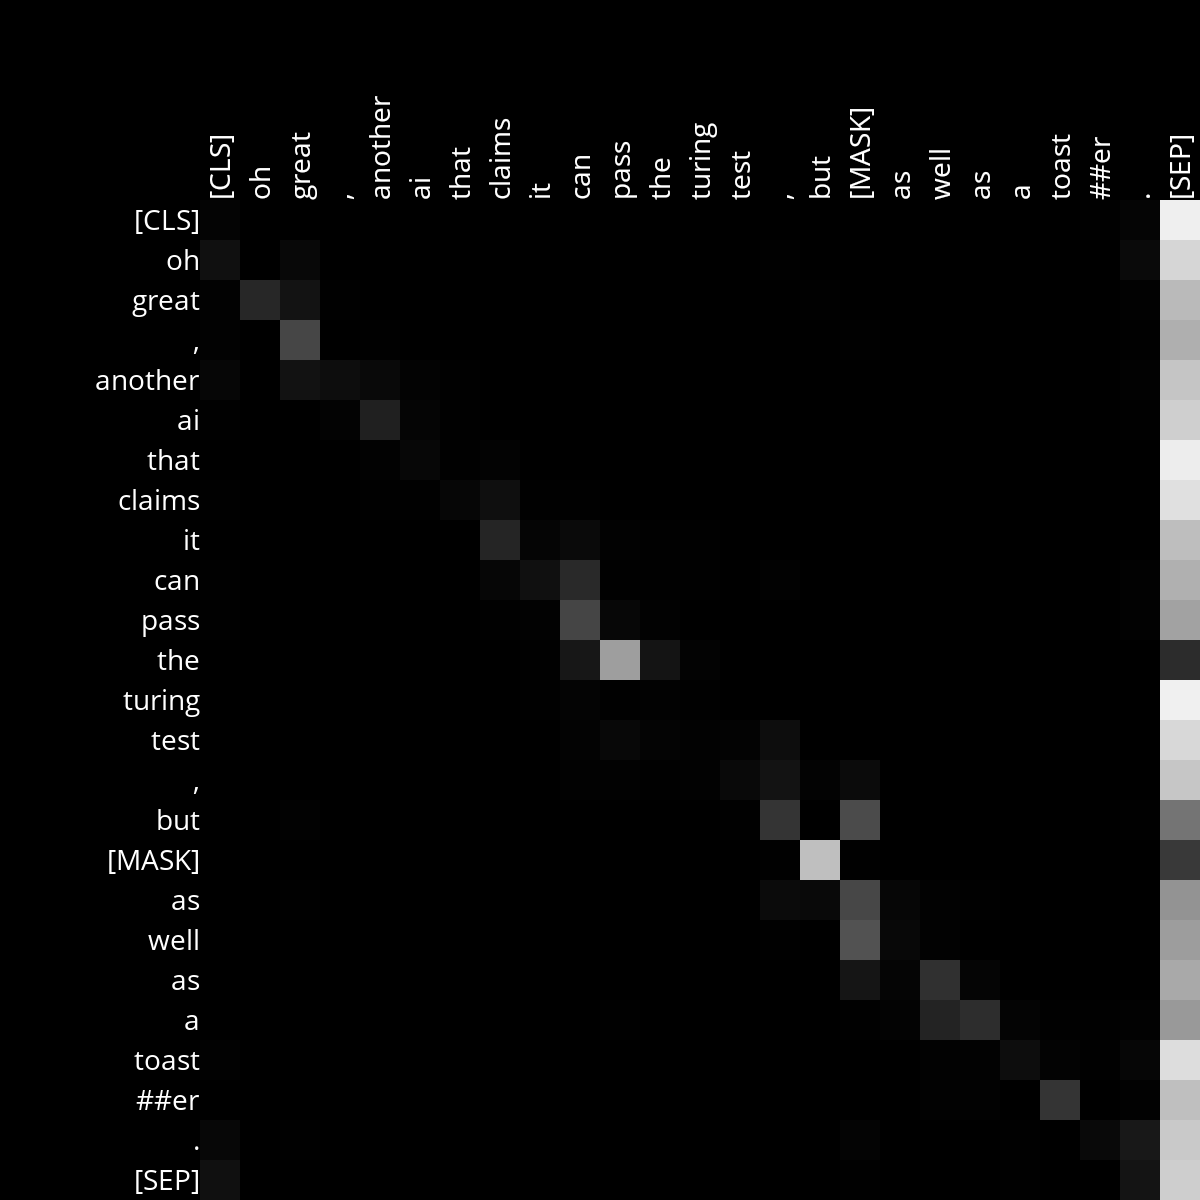 [CLS] oh great , another ai that claims it can pass the turing test , but [MASK] as well as a toast ##er . [SEP]
[CLS]
oh
great
,
another
ai
that
claims
it
can
pass
the
turing
test
,
but
[MASK]
as
well
as
a
toast
##er
.
[SEP]